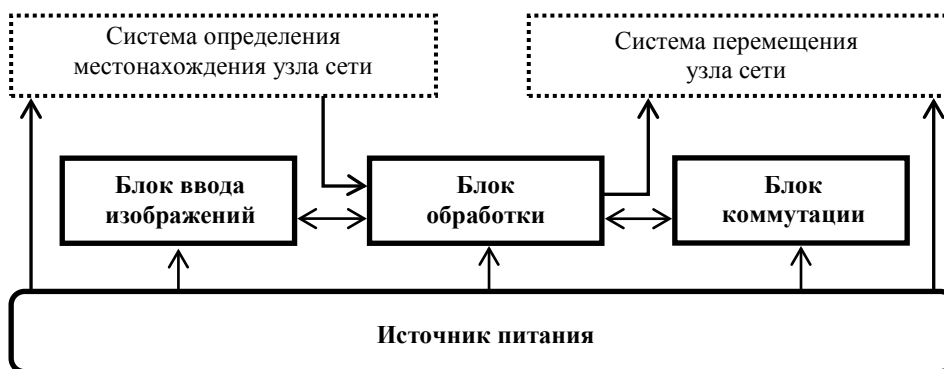 Система определения
местонахождения узла сети
Система перемещения
узла сети
Блок ввода
изображений
Блок
обработки
Блок
коммутации
Источник питания